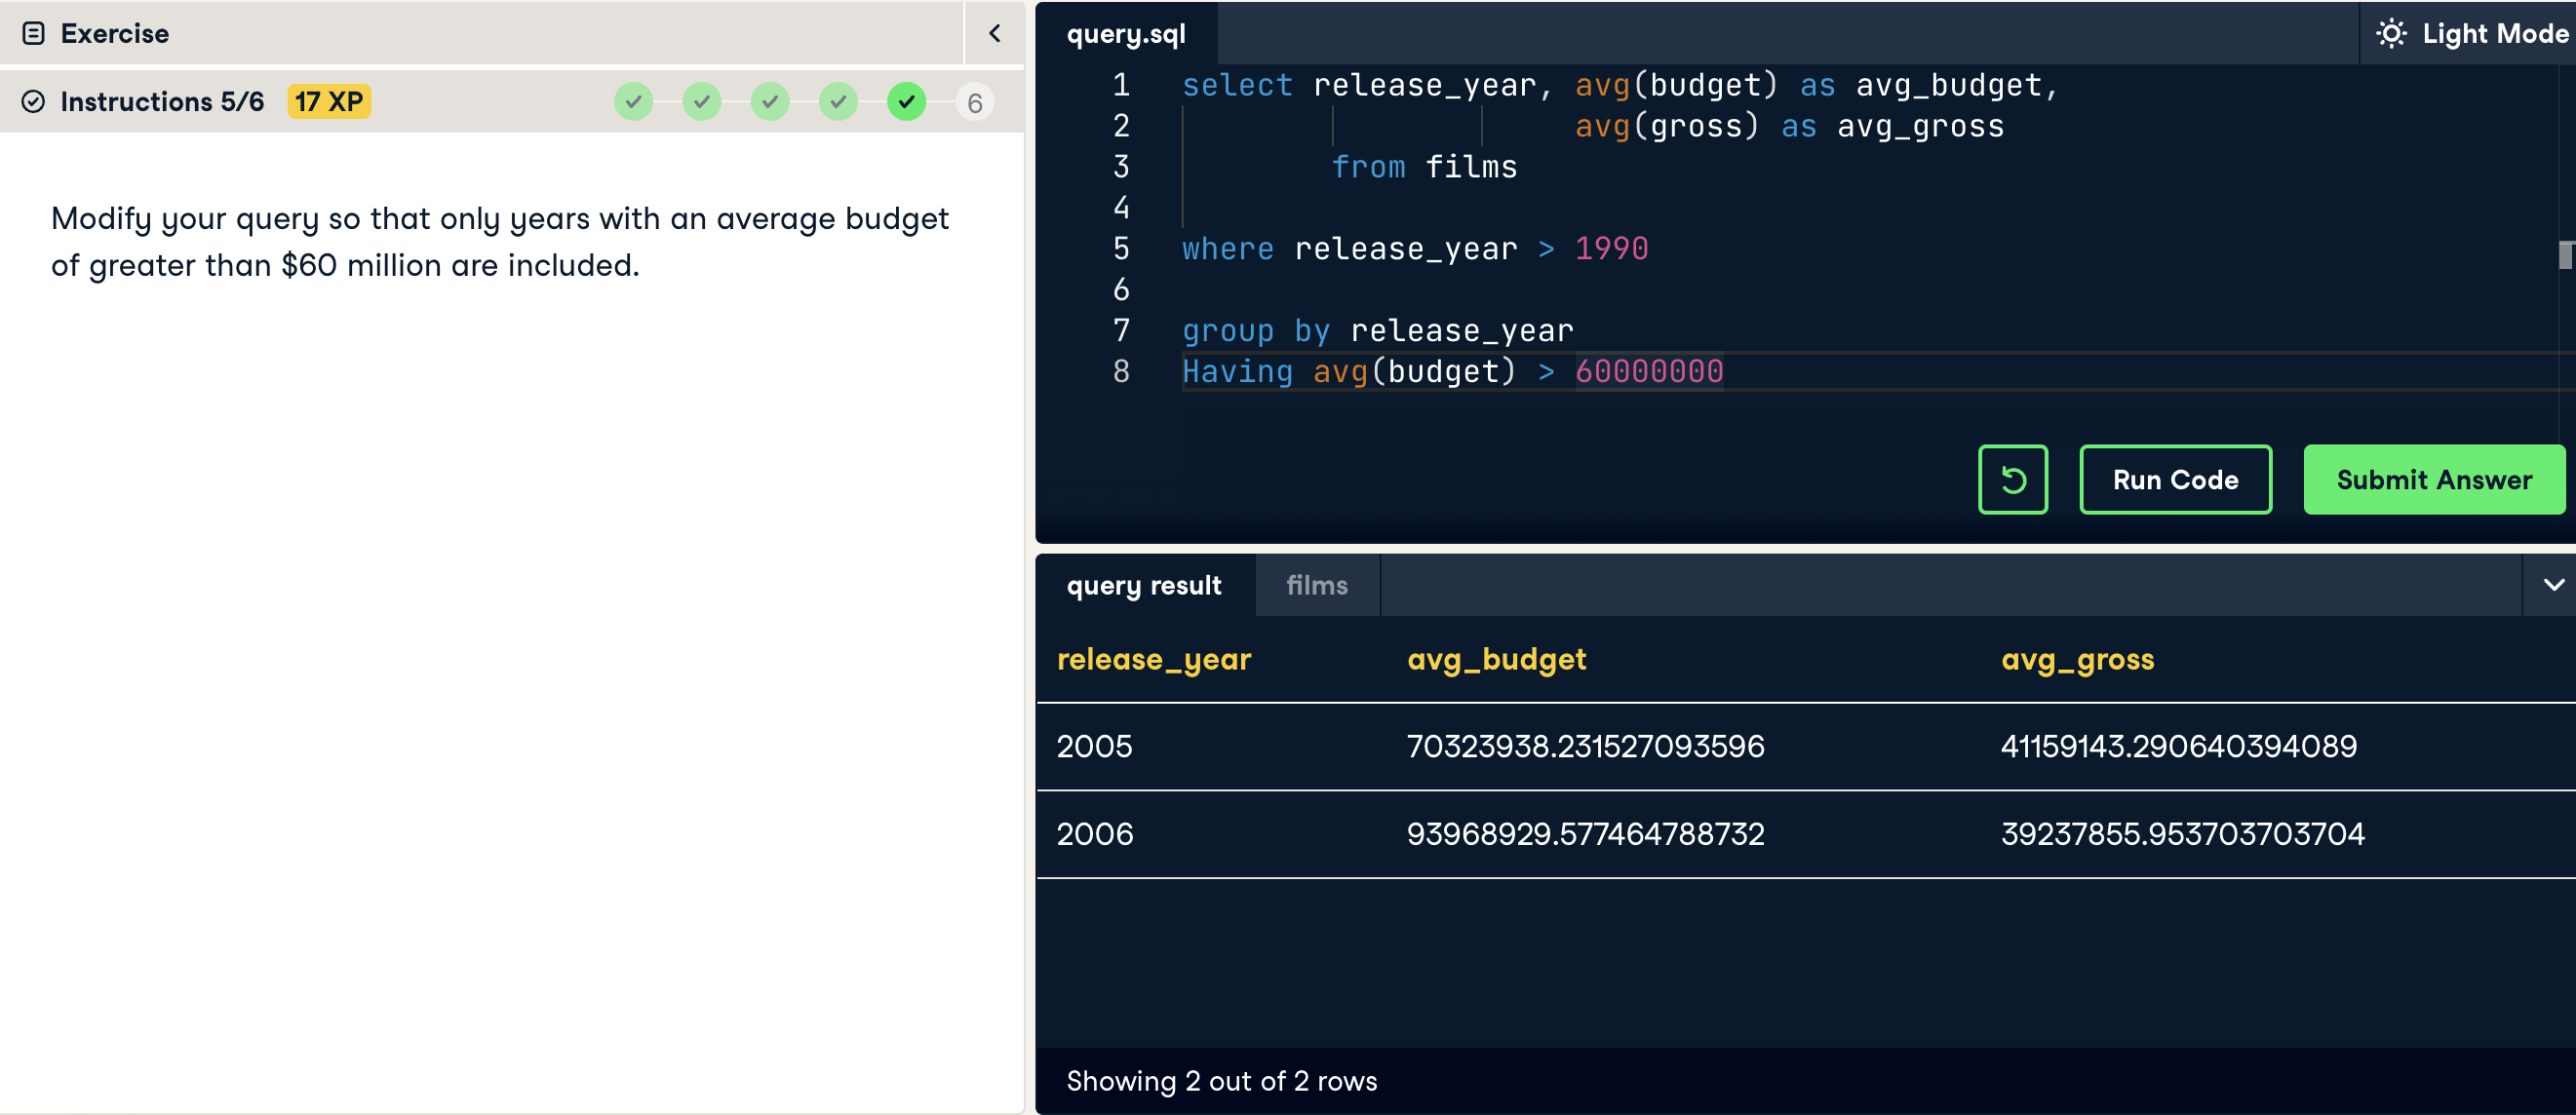 Exercise
Instructions 5/6 17 XP 6
Modify your query so that only years with an average budget
of greater than $60 million are included.
query.sql Light Mode
1 select release_year, avg(budget) as avg_budget,
2 avg(gross) as avg_gross
3 from films
4
5 where release_year > 1990
6
7 group by release_year
8 Having avg(budget) > 60000000
Run Code Submit Answer
query result films
release_year avg_budget avg_gross
2005 70323938.231527093596 41159143.290640394089
2006 93968929.577464788732 39237855.953703703704
Showing 2 out of 2 rows